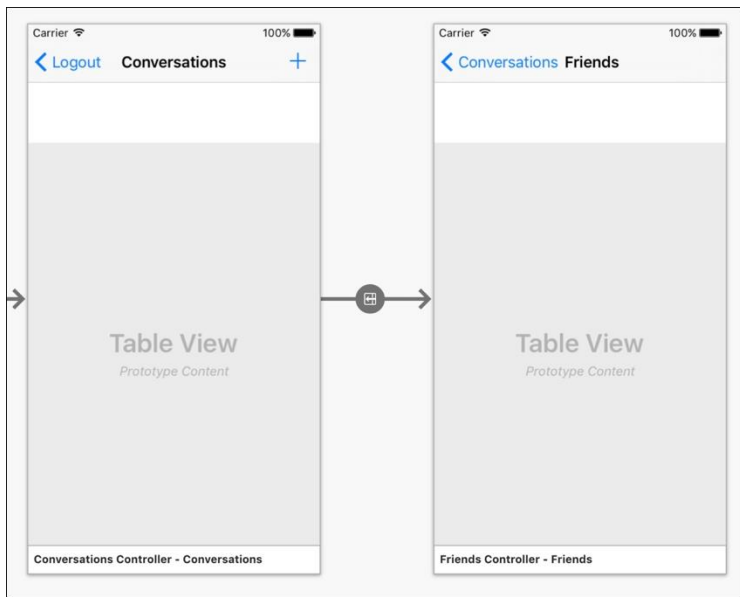 Carrier 100%
Logout Conversations +
Table View
Prototype Content
Conversations Controller - Conversations
Carrier 100%
Conversations Friends
Table View
Prototype Content
Friends Controller - Friends